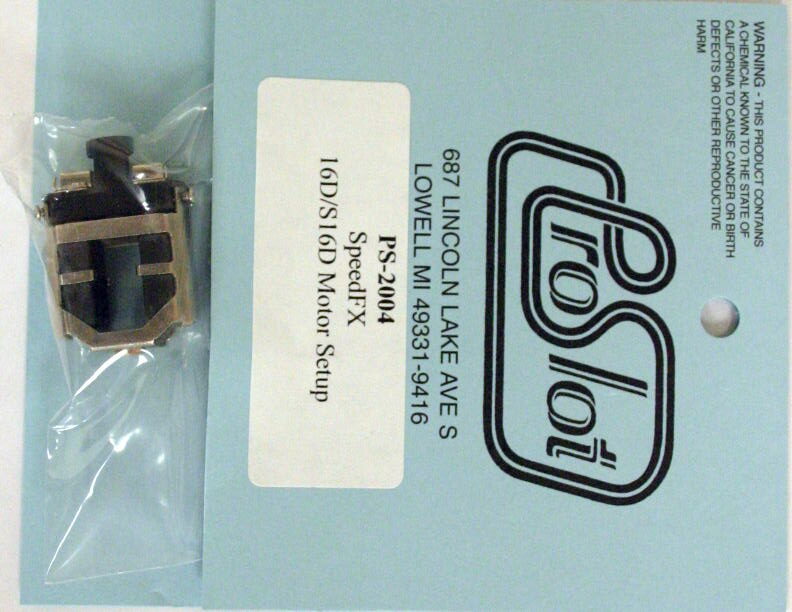 WARNING - THIS PRODUCT CONTAINS
A CHEMICAL KNOWN TO THE STATE OF
CALIFORNIA TO CAUSE CANCER OR BIRTH
DEFECTS OR OTHER REPRODUCTIVE
HARM
ProSlot
687 LINCOLN LAKE AVE S
LOWELL MI 49331-9416
PS-2004
SpeedFX
16D/S16D Motor Setup